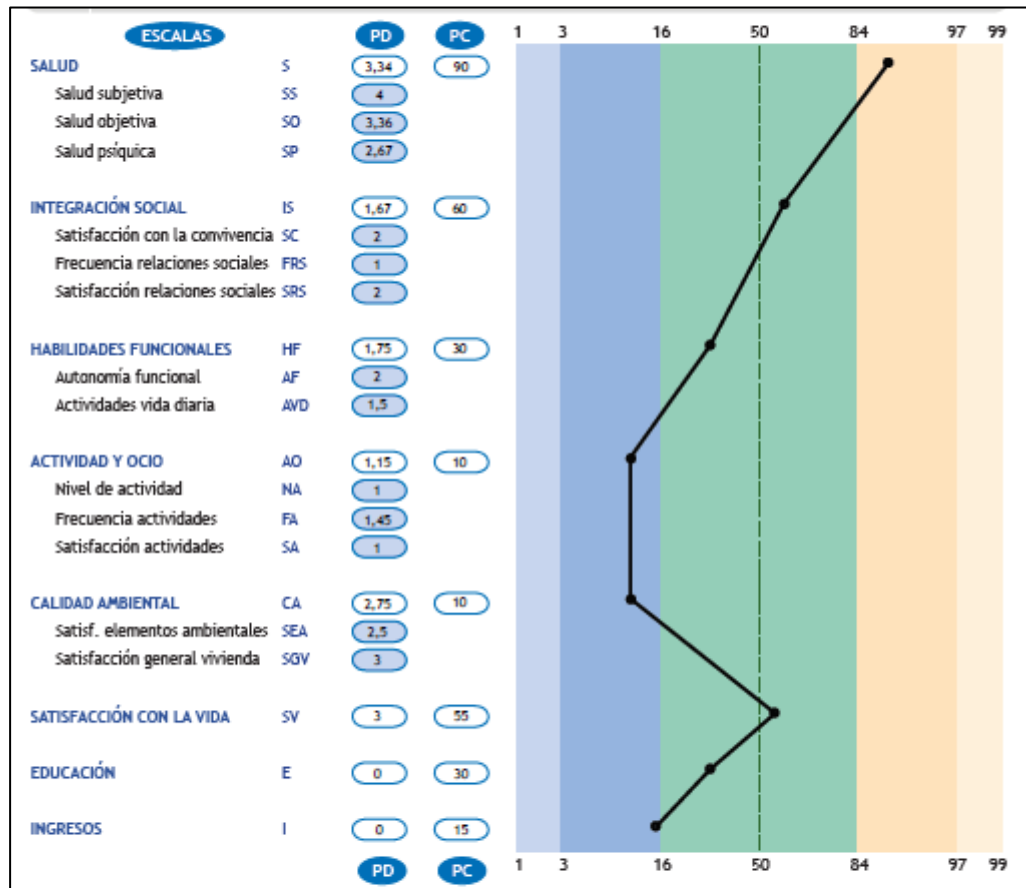 ESCALAS PD PC 1 3 16 50 84 97 99
SALUD S 3,34 90
Salud subjetiva SS 4
Salud objetiva SO 3,36
Salud psíquica SP 2,67
INTEGRACIÓN SOCIAL IS 1,67 60
Satisfacción con la convivencia SC 2
Frecuencia relaciones sociales FRS 1
Satisfacción relaciones sociales SRS 2
HABILIDADES FUNCIONALES HF 1,75 30
Autonomía funcional AF 2
Actividades vida diaria AVD 1,5
ACTIVIDAD Y OCIO AO 1,15 10
Nivel de actividad NA 1
Frecuencia actividades FA 1,45
Satisfacción actividades SA 1
CALIDAD AMBIENTAL CA 2,75 10
Satisf. elementos ambientales SEA 2,5
Satisfacción general vivienda SGV 3
SATISFACCIÓN CON LA VIDA SV 3 55
EDUCACIÓN E 0 30
INGRESOS I 0 15
PD PC 1 3 16 50 84 97 99